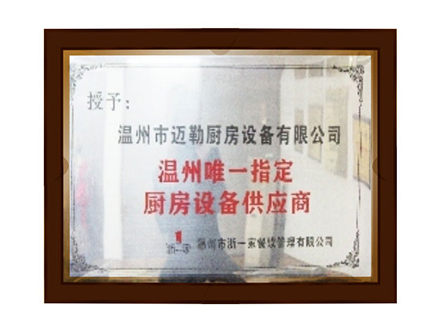 授予：
温州市迈勒厨房设备有限公司
温州唯一指定
厨房设备供应商
温州市浙一家餐饮管理有限公司